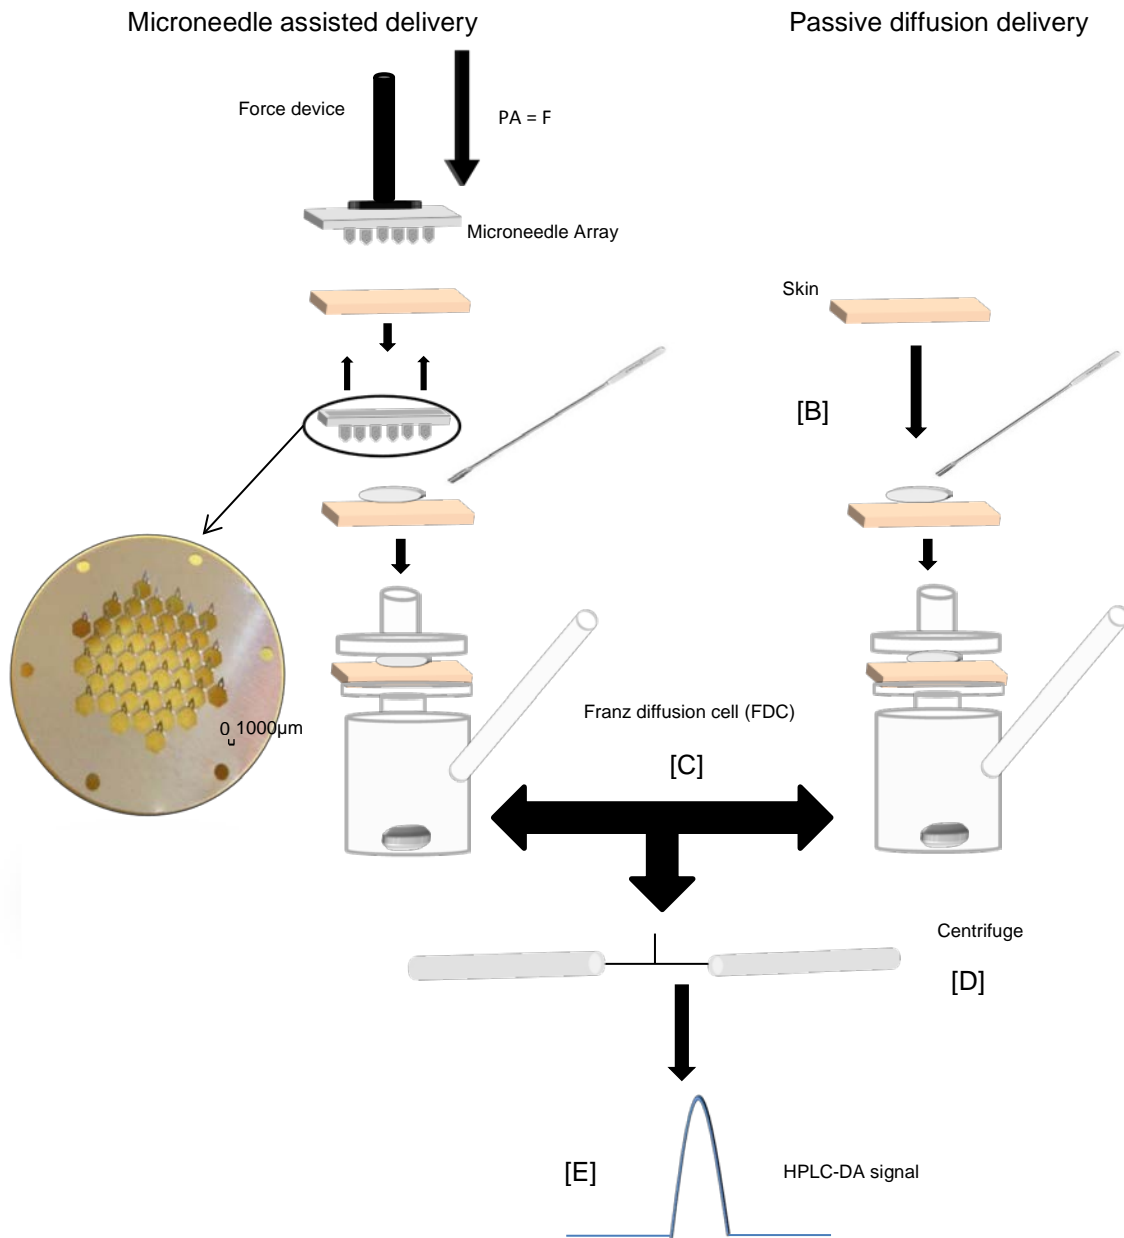 Microneedle assisted delivery
Passive diffusion delivery
Force device
PA = F
Microneedle Array
Skin
[B]
0 1000µm
Franz diffusion cell (FDC)
[C]
Centrifuge
[D]
[E]
HPLC-DA signal